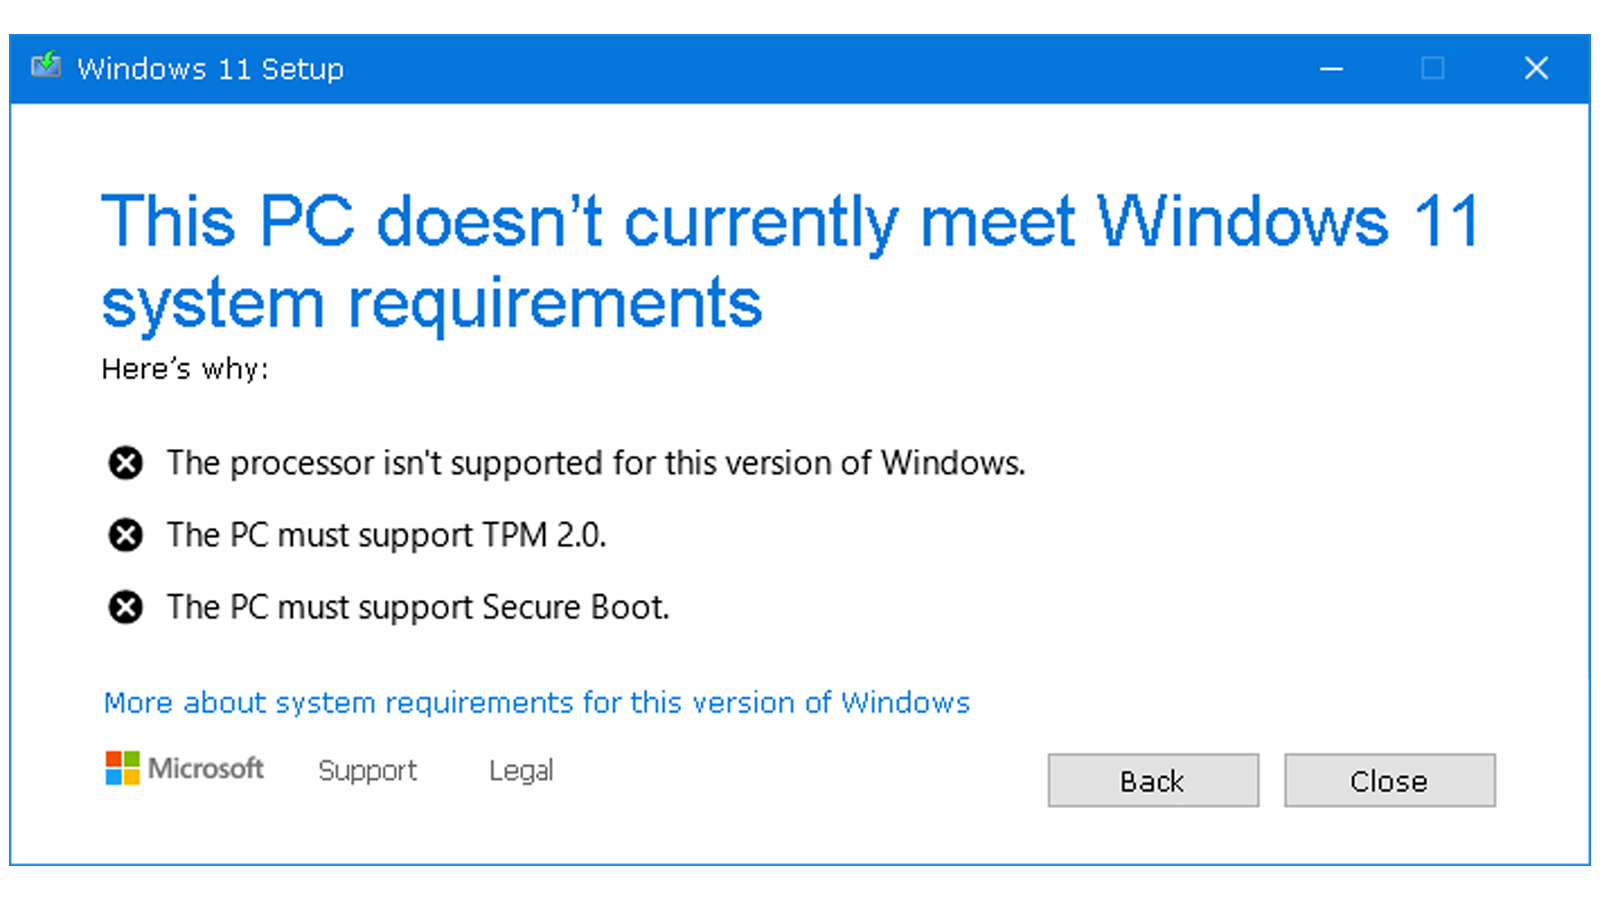 Windows 11 Setup
This PC doesn’t currently meet Windows 11
system requirements
Here’s why:
The processor isn't supported for this version of Windows.
The PC must support TPM 2.0.
The PC must support Secure Boot.
More about system requirements for this version of Windows
Microsoft Support Legal Back Close